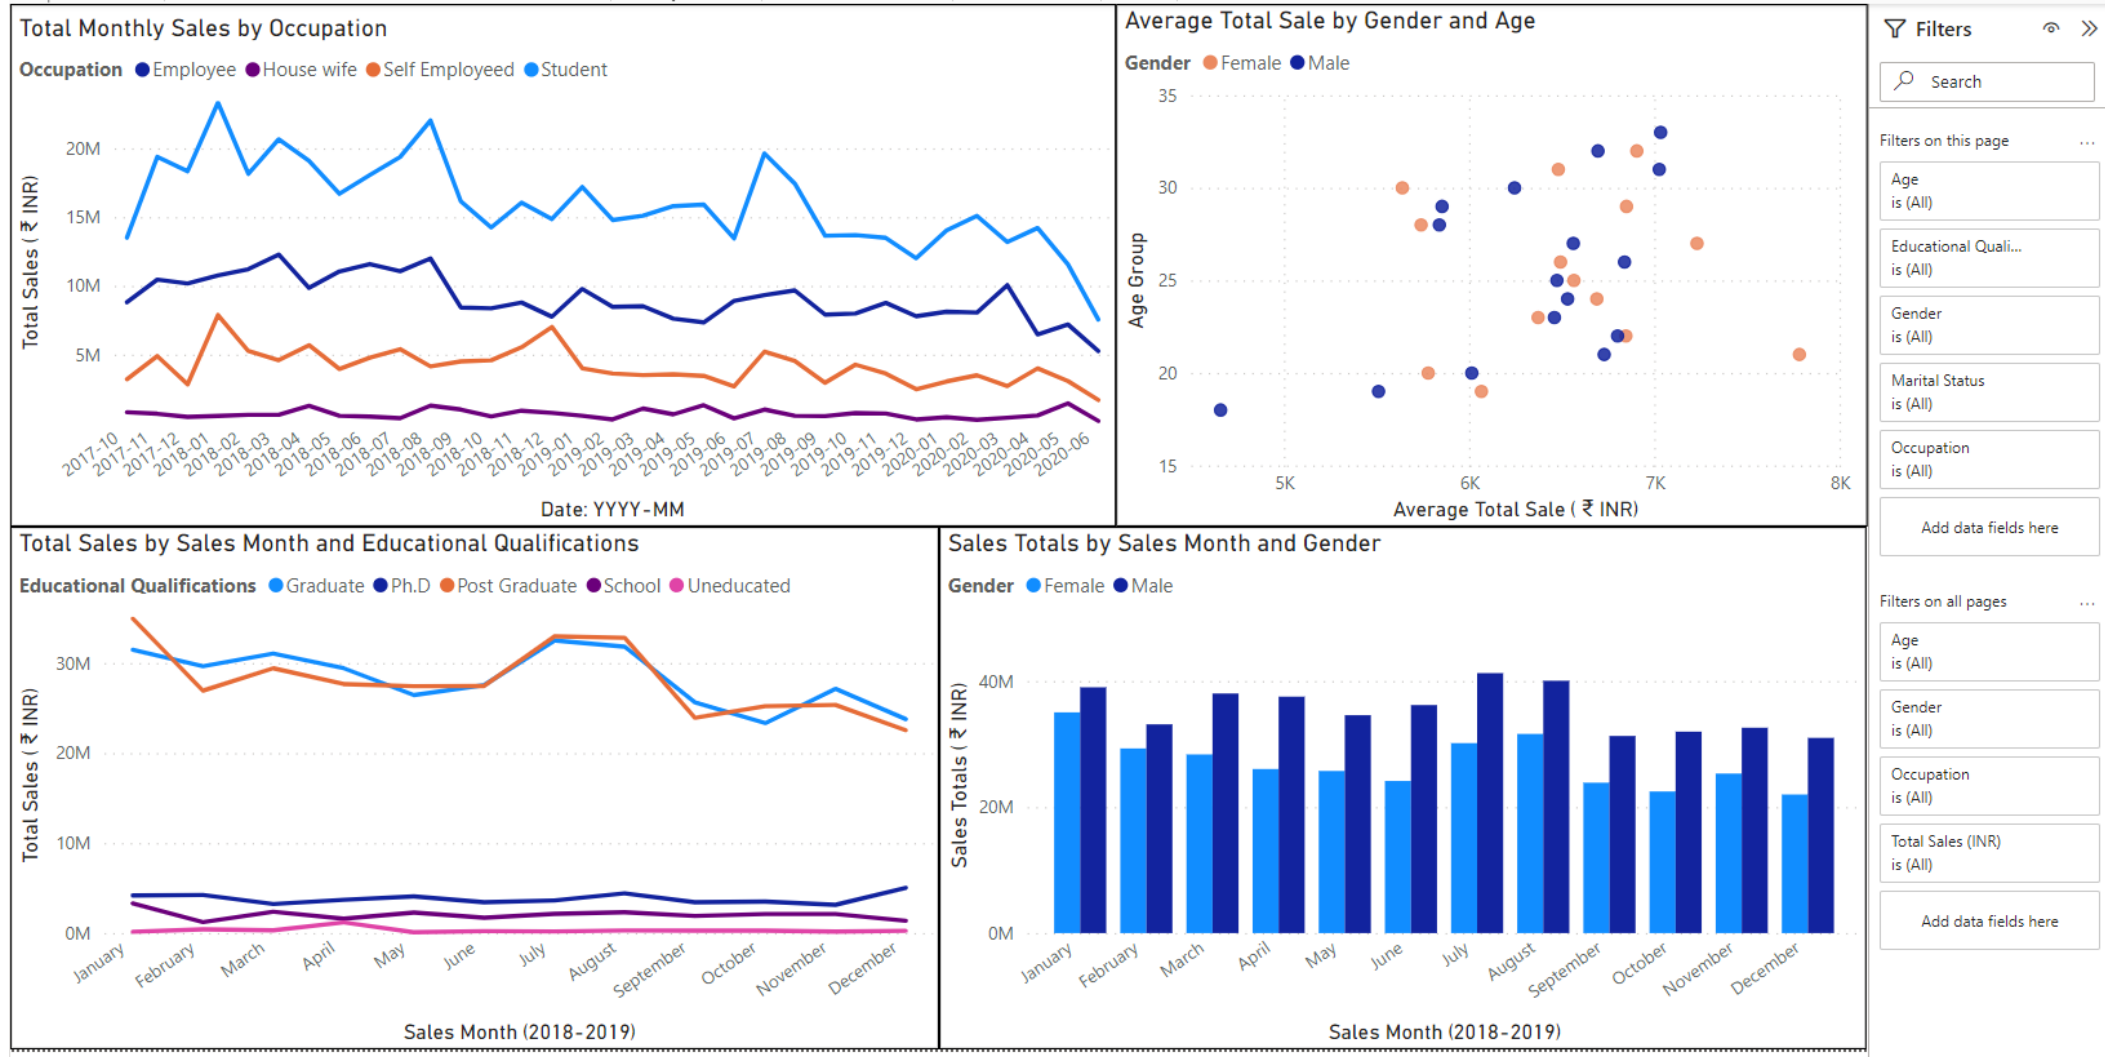 Total Monthly Sales by Occupation
Occupation Employee House wife Self Employeed Student
Total Sales ( ₹ INR)
20M
15M
10M
5M
2017-10
2017-11
2017-12
2018-01
2018-02
2018-03
2018-04
2018-05
2018-06
2018-07
2018-08
2018-09
2018-10
2018-11
2018-12
2019-01
2019-02
2019-03
2019-04
2019-05
2019-06
2019-07
2019-08
2019-09
2019-10
2019-11
2019-12
2020-01
2020-02
2020-03
2020-04
2020-05
2020-06
Date: YYYY-MM
Average Total Sale by Gender and Age
Gender Female Male
Age Group
35
30
25
20
15
5K 6K 7K 8K
Average Total Sale ( ₹ INR)
Total Sales by Sales Month and Educational Qualifications
Educational Qualifications Graduate Ph.D Post Graduate School Uneducated
Total Sales ( ₹ INR)
30M
20M
10M
0M
January
February
March
April
May
June
July
August
September
October
November
December
Sales Month (2018-2019)
Sales Totals by Sales Month and Gender
Gender Female Male
Sales Totals ( ₹ INR)
40M
20M
0M
January
February
March
April
May
June
July
August
September
October
November
December
Sales Month (2018-2019)
Filters
Search
Filters on this page ...
Age
is (All)
Educational Quali...
is (All)
Gender
is (All)
Marital Status
is (All)
Occupation
is (All)
Add data fields here
Filters on all pages ...
Age
is (All)
Gender
is (All)
Occupation
is (All)
Total Sales (INR)
is (All)
Add data fields here